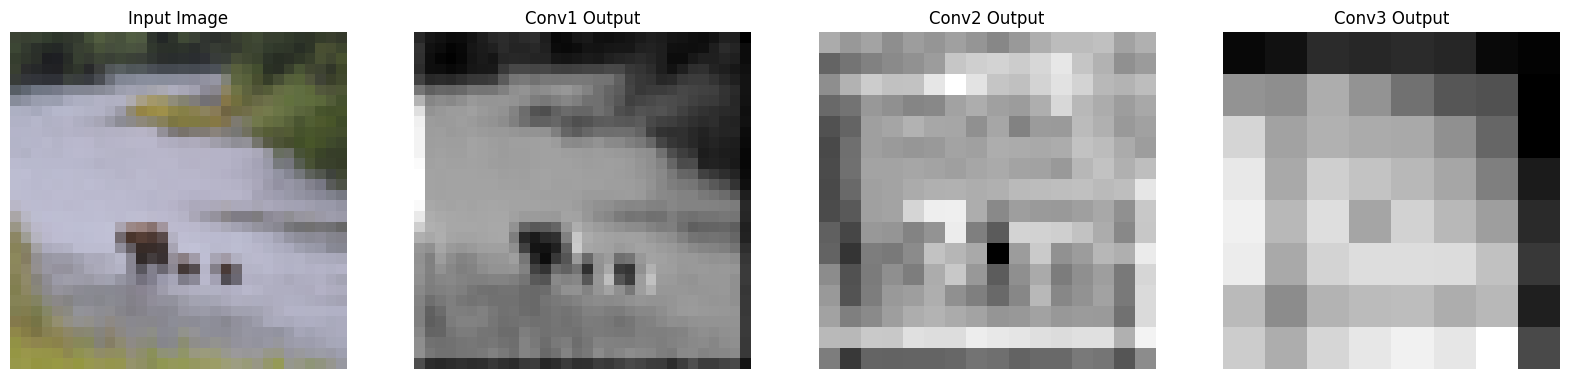 Input Image
Conv1 Output
Conv2 Output
Conv3 Output